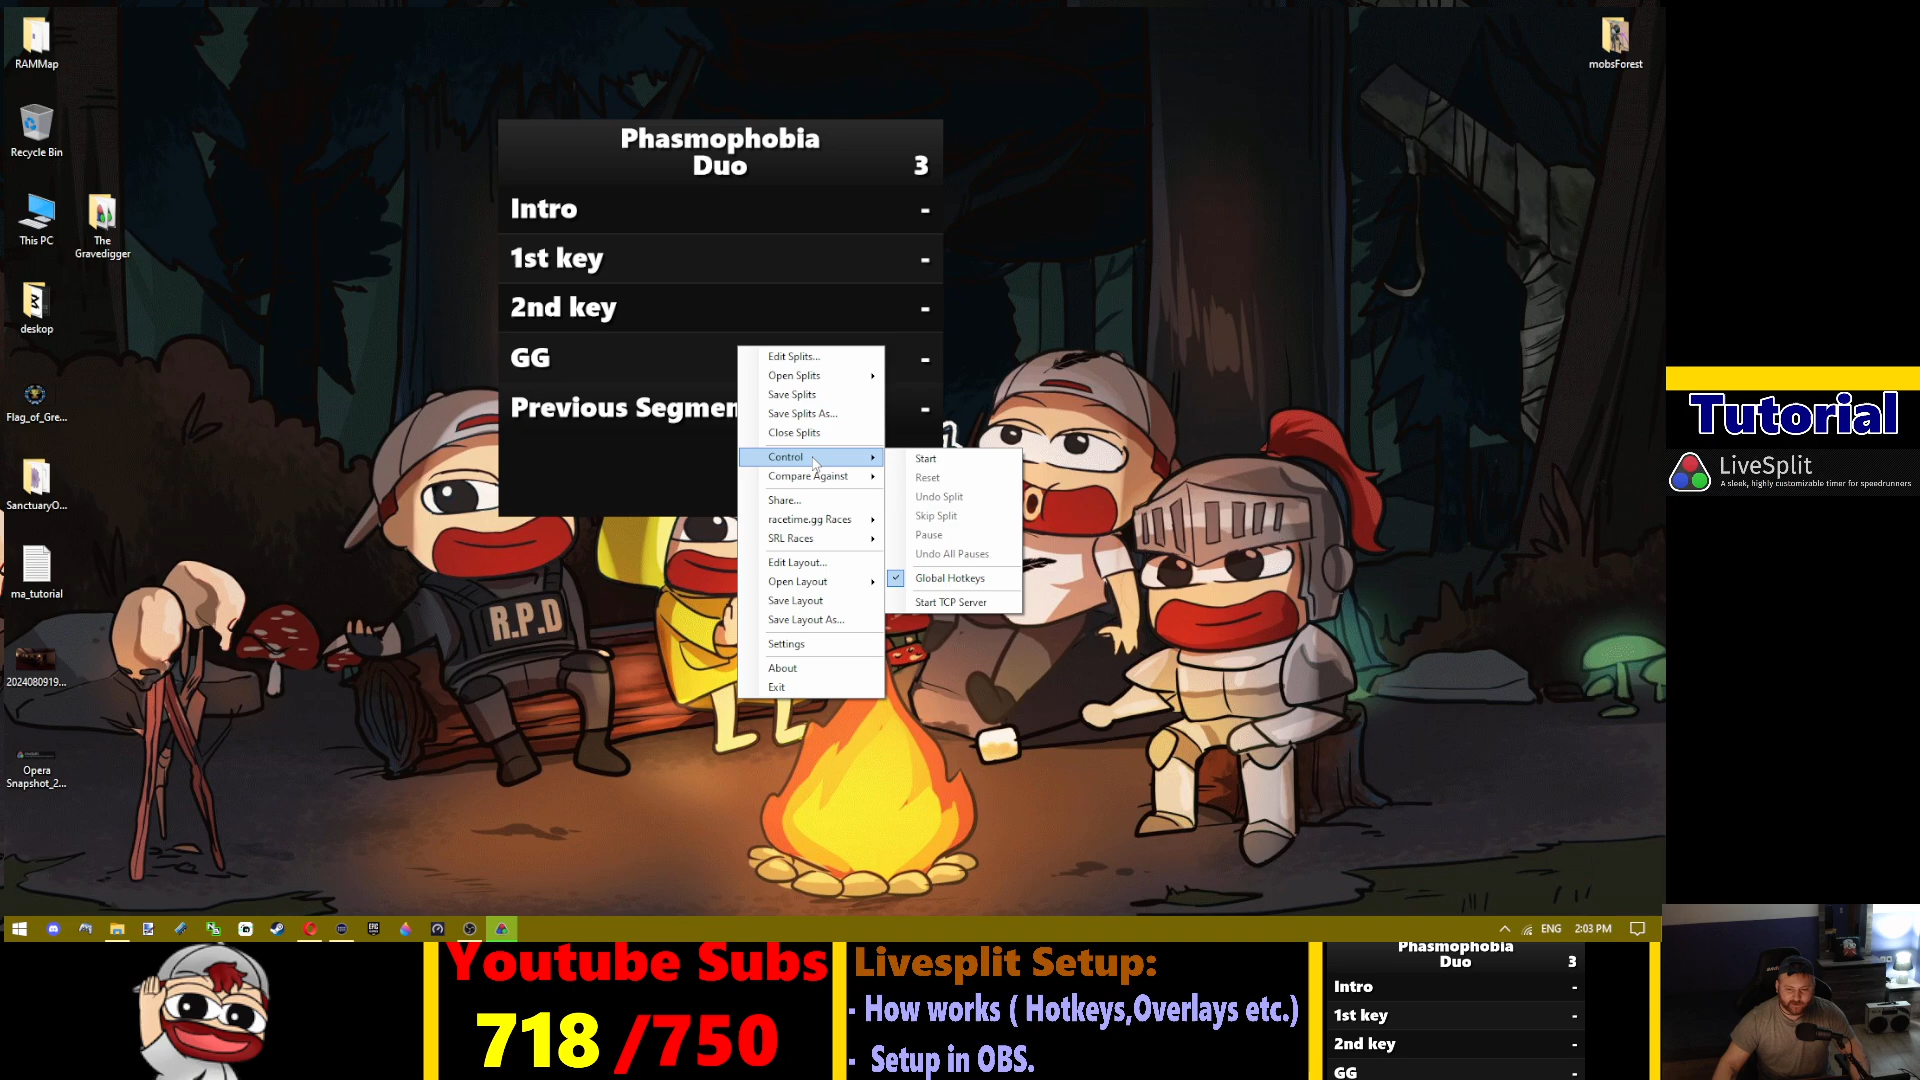 RAMMap
Recycle Bin
This PC
The
Gravedigger
deskop
Flag_of_Gre...
SanctuaryO...
ma_tutorial
2024080919...
Opera
Snapshot_2...
mobsForest
Phasmophobia
Duo 3
Intro -
1st key -
2nd key -
GG -
Previous Segmen -
Edit Splits...
Open Splits
Save Splits
Save Splits As...
Close Splits
Control
Compare Against
Share...
racetime.gg Races
SRL Races
Edit Layout...
Open Layout
Save Layout
Save Layout As...
Settings
About
Exit
Start
Reset
Undo Split
Skip Split
Pause
Undo All Pauses
Global Hotkeys
Start TCP Server
R.P.D
Tutorial
LiveSplit
A sleek, highly customizable timer for speedrunners
ENG 2:03 PM
Youtube Subs
718 /750
Livesplit Setup:
- How works ( Hotkeys,Overlays etc.)
- Setup in OBS.
Phasmophobia
Duo 3
Intro -
1st key -
2nd key -
GG -